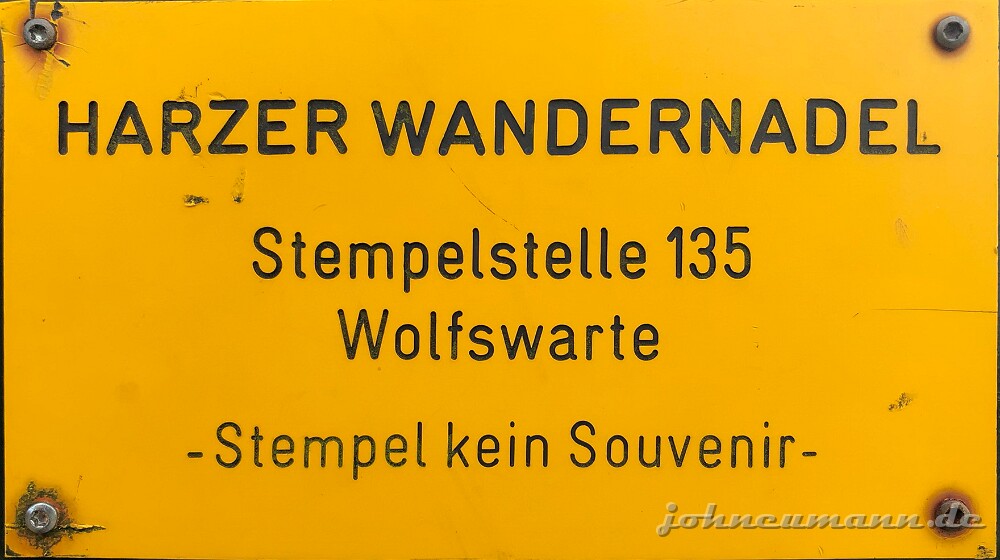 HARZER WANDERNADEL
Stempelstelle 135
Wolfswarte
-Stempel kein Souvenir-
johneumann.de